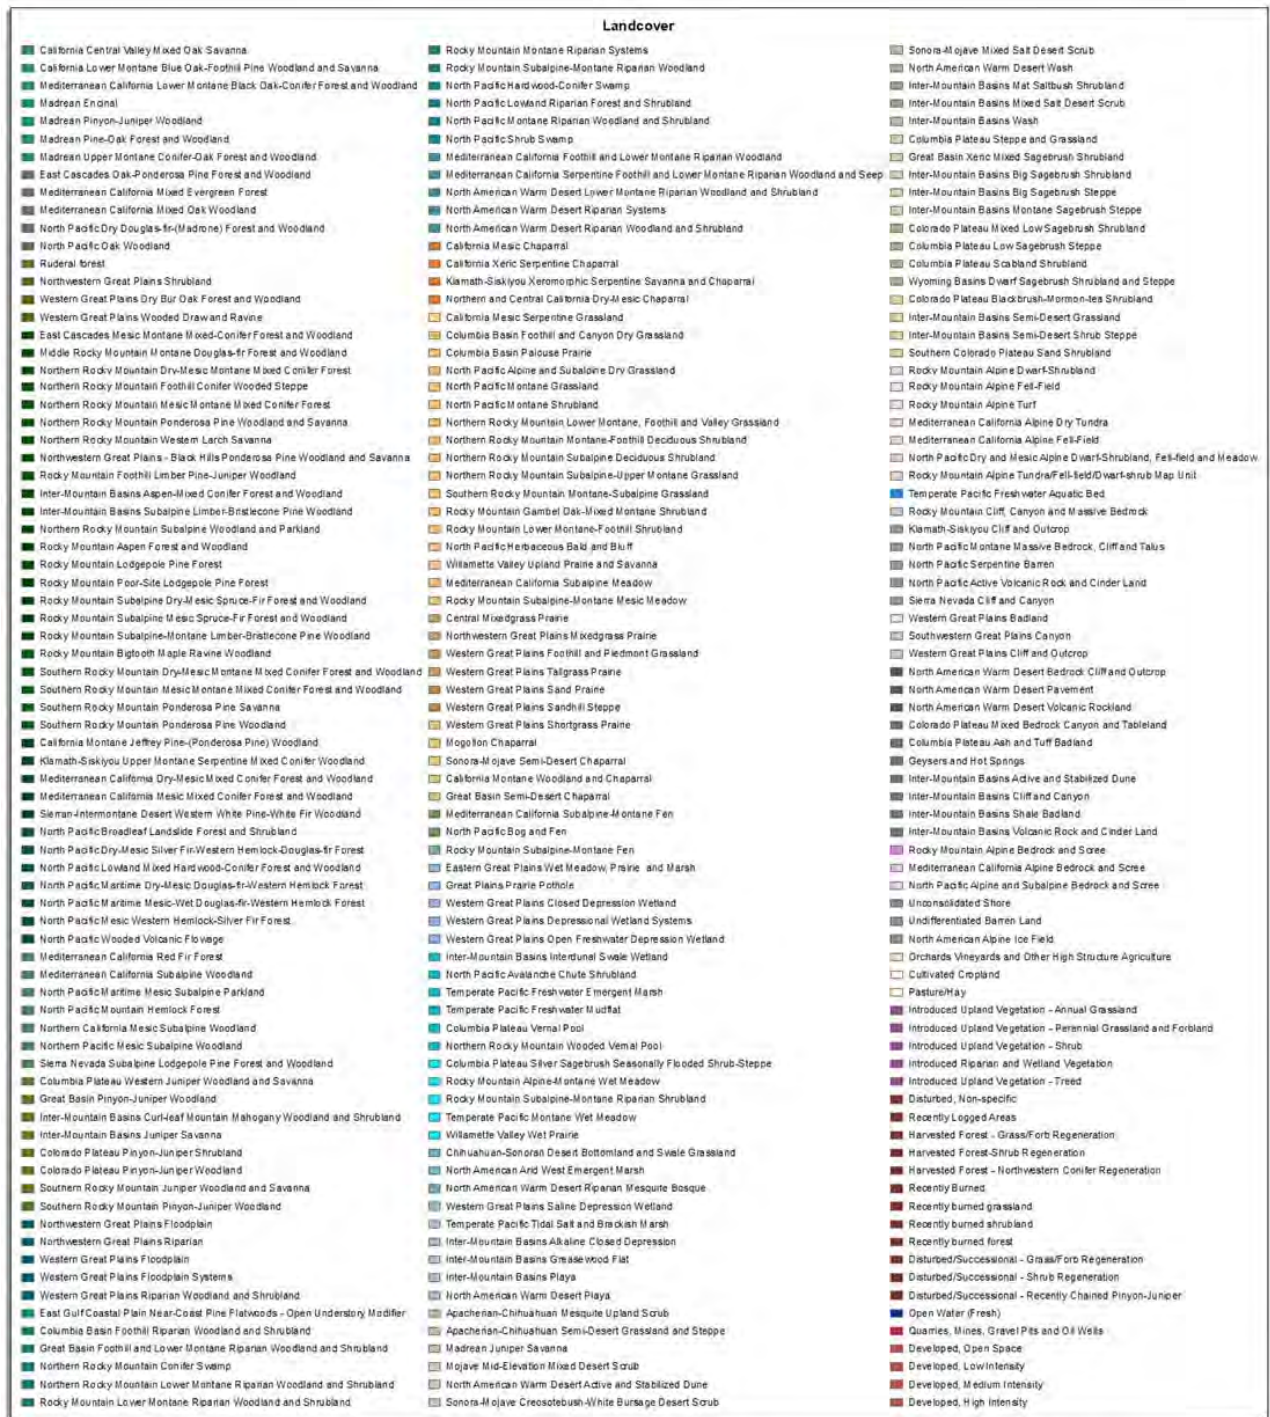 Landcover
California Central Valley Mixed Oak Savanna
California Lower Montane Blue Oak-Foothill Pine Woodland and Savanna
Mediterranean California Lower Montane Black Oak-Conifer Forest and Woodland
Madrean Encinal
Madrean Pinyon-Juniper Woodland
Madrean Pine-Oak Forest and Woodland
Madrean Upper Montane Conifer-Oak Forest and Woodland
East Cascades Oak-Ponderosa Pine Forest and Woodland
Mediterranean California Mixed Evergreen Forest
Mediterranean California Mixed Oak Woodland
North Pacific Dry Douglas-fir-(Madrone) Forest and Woodland
North Pacific Oak Woodland
Ruderal forest
Northwestern Great Plains Shrubland
Western Great Plains Dry Bur Oak Forest and Woodland
Western Great Plains Wooded Draw and Ravine
East Cascades Mesic Montane Mixed-Conifer Forest and Woodland
Middle Rocky Mountain Montane Douglas-fir Forest and Woodland
Northern Rocky Mountain Dry-Mesic Montane Mixed Conifer Forest
Northern Rocky Mountain Foothill Conifer Wooded Steppe
Northern Rocky Mountain Mesic Montane Mixed Conifer Forest
Northern Rocky Mountain Ponderosa Pine Woodland and Savanna
Northern Rocky Mountain Western Larch Savanna
Northwestern Great Plains - Black Hills Ponderosa Pine Woodland and Savanna
Rocky Mountain Foothill Limber Pine-Juniper Woodland
Inter-Mountain Basins Aspen-Mixed Conifer Forest and Woodland
Inter-Mountain Basins Subalpine Limber-Bristlecone Pine Woodland
Northern Rocky Mountain Subalpine Woodland and Parkland
Rocky Mountain Aspen Forest and Woodland
Rocky Mountain Lodgepole Pine Forest
Rocky Mountain Poor-Site Lodgepole Pine Forest
Rocky Mountain Subalpine Dry-Mesic Spruce-Fir Forest and Woodland
Rocky Mountain Subalpine Mesic Spruce-Fir Forest and Woodland
Rocky Mountain Subalpine-Montane Limber-Bristlecone Pine Woodland
Rocky Mountain Bigtooth Maple Ravine Woodland
Southern Rocky Mountain Dry-Mesic Montane Mixed Conifer Forest and Woodland
Southern Rocky Mountain Mesic Montane Mixed Conifer Forest and Woodland
Southern Rocky Mountain Ponderosa Pine Savanna
Southern Rocky Mountain Ponderosa Pine Woodland
California Montane Jeffrey Pine-(Ponderosa Pine) Woodland
Klamath-Siskiyou Upper Montane Serpentine Mixed Conifer Woodland
Mediterranean California Dry-Mesic Mixed Conifer Forest and Woodland
Mediterranean California Mesic Mixed Conifer Forest and Woodland
Sierran-Intermontane Desert Western White Pine-White Fir Woodland
North Pacific Broadleaf Landslide Forest and Shrubland
North Pacific Dry-Mesic Silver Fir-Western Hemlock-Douglas-fir Forest
North Pacific Lowland Mixed Hardwood-Conifer Forest and Woodland
North Pacific Maritime Dry-Mesic Douglas-fir-Western Hemlock Forest
North Pacific Maritime Mesic-Wet Douglas-fir-Western Hemlock Forest
North Pacific Mesic Western Hemlock-Silver Fir Forest
North Pacific Wooded Volcanic Flowage
Mediterranean California Red Fir Forest
Mediterranean California Subalpine Woodland
North Pacific Maritime Mesic Subalpine Parkland
North Pacific Mountain Hemlock Forest
Northern California Mesic Subalpine Woodland
Northern Pacific Mesic Subalpine Woodland
Sierra Nevada Subalpine Lodgepole Pine Forest and Woodland
Columbia Plateau Western Juniper Woodland and Savanna
Great Basin Pinyon-Juniper Woodland
Inter-Mountain Basins Curl-leaf Mountain Mahogany Woodland and Shrubland
Inter-Mountain Basins Juniper Savanna
Colorado Plateau Pinyon-Juniper Shrubland
Colorado Plateau Pinyon-Juniper Woodland
Southern Rocky Mountain Juniper Woodland and Savanna
Southern Rocky Mountain Pinyon-Juniper Woodland
Northwestern Great Plains Floodplain
Northwestern Great Plains Riparian
Western Great Plains Floodplain
Western Great Plains Floodplain Systems
Western Great Plains Riparian Woodland and Shrubland
East Gulf Coastal Plain Near-Coast Pine Flatwoods - Open Understory Modifier
Columbia Basin Foothill Riparian Woodland and Shrubland
Great Basin Foothill and Lower Montane Riparian Woodland and Shrubland
Northern Rocky Mountain Conifer Swamp
Northern Rocky Mountain Lower Montane Riparian Woodland and Shrubland
Rocky Mountain Lower Montane Riparian Woodland and Shrubland
Rocky Mountain Montane Riparian Systems
Rocky Mountain Subalpine-Montane Riparian Woodland
North Pacific Hardwood-Conifer Swamp
North Pacific Lowland Riparian Forest and Shrubland
North Pacific Montane Riparian Woodland and Shrubland
North Pacific Shrub Swamp
Mediterranean California Foothill and Lower Montane Riparian Woodland
Mediterranean California Serpentine Foothill and Lower Montane Riparian Woodland and Seep
North American Warm Desert Lower Montane Riparian Woodland and Shrubland
North American Warm Desert Riparian Systems
North American Warm Desert Riparian Woodland and Shrubland
California Mesic Chaparral
California Xeric Serpentine Chaparral
Klamath-Siskiyou Xeromorphic Serpentine Savanna and Chaparral
Northern and Central California Dry-Mesic Chaparral
California Mesic Serpentine Grassland
Columbia Basin Foothill and Canyon Dry Grassland
Columbia Basin Palouse Prairie
North Pacific Alpine and Subalpine Dry Grassland
North Pacific Montane Grassland
North Pacific Montane Shrubland
Northern Rocky Mountain Lower Montane, Foothill and Valley Grassland
Northern Rocky Mountain Montane-Foothill Deciduous Shrubland
Northern Rocky Mountain Subalpine Deciduous Shrubland
Northern Rocky Mountain Subalpine-Upper Montane Grassland
Southern Rocky Mountain Montane-Subalpine Grassland
Rocky Mountain Gambel Oak-Mixed Montane Shrubland
Rocky Mountain Lower Montane-Foothill Shrubland
North Pacific Herbaceous Bald and Bluff
Willamette Valley Upland Prairie and Savanna
Mediterranean California Subalpine Meadow
Rocky Mountain Subalpine-Montane Mesic Meadow
Central Mixedgrass Prairie
Northwestern Great Plains Mixedgrass Prairie
Western Great Plains Foothill and Piedmont Grassland
Western Great Plains Tallgrass Prairie
Western Great Plains Sand Prairie
Western Great Plains Sandhill Steppe
Western Great Plains Shortgrass Prairie
Mogollon Chaparral
Sonora-Mojave Semi-Desert Chaparral
California Montane Woodland and Chaparral
Great Basin Semi-Desert Chaparral
Mediterranean California Subalpine-Montane Fen
North Pacific Bog and Fen
Rocky Mountain Subalpine-Montane Fen
Eastern Great Plains Wet Meadow, Prairie and Marsh
Great Plains Prairie Pothole
Western Great Plains Closed Depression Wetland
Western Great Plains Depressional Wetland Systems
Western Great Plains Open Freshwater Depression Wetland
Inter-Mountain Basins Interdunal Swale Wetland
North Pacific Avalanche Chute Shrubland
Temperate Pacific Freshwater Emergent Marsh
Temperate Pacific Freshwater Mudflat
Columbia Plateau Vernal Pool
Northern Rocky Mountain Wooded Vernal Pool
Columbia Plateau Silver Sagebrush Seasonally Flooded Shrub-Steppe
Rocky Mountain Alpine-Montane Wet Meadow
Rocky Mountain Subalpine-Montane Riparian Shrubland
Temperate Pacific Montane Wet Meadow
Willamette Valley Wet Prairie
Chihuahuan-Sonoran Desert Bottomland and Swale Grassland
North American Arid West Emergent Marsh
North American Warm Desert Riparian Mesquite Bosque
Western Great Plains Saline Depression Wetland
Temperate Pacific Tidal Salt and Brackish Marsh
Inter-Mountain Basins Alkaline Closed Depression
Inter-Mountain Basins Greasewood Flat
Inter-Mountain Basins Playa
North American Warm Desert Playa
Apacherian-Chihuahuan Mesquite Upland Scrub
Apacherian-Chihuahuan Semi-Desert Grassland and Steppe
Madrean Juniper Savanna
Mojave Mid-Elevation Mixed Desert Scrub
North American Warm Desert Active and Stabilized Dune
Sonora-Mojave Creosotebush-White Bursage Desert Scrub
Sonora-Mojave Mixed Salt Desert Scrub
North American Warm Desert Wash
Inter-Mountain Basins Mat Saltbush Shrubland
Inter-Mountain Basins Mixed Salt Desert Scrub
Inter-Mountain Basins Wash
Columbia Plateau Steppe and Grassland
Great Basin Xeric Mixed Sagebrush Shrubland
Inter-Mountain Basins Big Sagebrush Shrubland
Inter-Mountain Basins Big Sagebrush Steppe
Inter-Mountain Basins Montane Sagebrush Steppe
Colorado Plateau Mixed Low Sagebrush Shrubland
Columbia Plateau Low Sagebrush Steppe
Columbia Plateau Scabland Shrubland
Wyoming Basins Dwarf Sagebrush Shrubland and Steppe
Colorado Plateau Blackbrush-Mormon-tea Shrubland
Inter-Mountain Basins Semi-Desert Grassland
Inter-Mountain Basins Semi-Desert Shrub Steppe
Southern Colorado Plateau Sand Shrubland
Rocky Mountain Alpine Dwarf-Shrubland
Rocky Mountain Alpine Fell-Field
Rocky Mountain Alpine Turf
Mediterranean California Alpine Dry Tundra
Mediterranean California Alpine Fell-Field
North Pacific Dry and Mesic Alpine Dwarf-Shrubland, Fell-field and Meadow
Rocky Mountain Alpine Tundra/Fell-field/Dwarf-shrub Map Unit
Temperate Pacific Freshwater Aquatic Bed
Rocky Mountain Cliff, Canyon and Massive Bedrock
Klamath-Siskiyou Cliff and Outcrop
North Pacific Montane Massive Bedrock, Cliff and Talus
North Pacific Serpentine Barren
North Pacific Active Volcanic Rock and Cinder Land
Sierra Nevada Cliff and Canyon
Western Great Plains Badland
Southwestern Great Plains Canyon
Western Great Plains Cliff and Outcrop
North American Warm Desert Bedrock Cliff and Outcrop
North American Warm Desert Pavement
North American Warm Desert Volcanic Rockland
Colorado Plateau Mixed Bedrock Canyon and Tableland
Columbia Plateau Ash and Tuff Badland
Geysers and Hot Springs
Inter-Mountain Basins Active and Stabilized Dune
Inter-Mountain Basins Cliff and Canyon
Inter-Mountain Basins Shale Badland
Inter-Mountain Basins Volcanic Rock and Cinder Land
Rocky Mountain Alpine Bedrock and Scree
Mediterranean California Alpine Bedrock and Scree
North Pacific Alpine and Subalpine Bedrock and Scree
Unconsolidated Shore
Undifferentiated Barren Land
North American Alpine Ice Field
Orchards Vineyards and Other High Structure Agriculture
Cultivated Cropland
Pasture/Hay
Introduced Upland Vegetation - Annual Grassland
Introduced Upland Vegetation - Perennial Grassland and Forbland
Introduced Upland Vegetation - Shrub
Introduced Riparian and Wetland Vegetation
Introduced Upland Vegetation - Treed
Disturbed, Non-specific
Recently Logged Areas
Harvested Forest - Grass/Forb Regeneration
Harvested Forest-Shrub Regeneration
Harvested Forest - Northwestern Conifer Regeneration
Recently Burned
Recently burned grassland
Recently burned shrubland
Recently burned forest
Disturbed/Successional - Grass/Forb Regeneration
Disturbed/Successional - Shrub Regeneration
Disturbed/Successional - Recently Chained Pinyon-Juniper
Open Water (Fresh)
Quarries, Mines, Gravel Pits and Oil Wells
Developed, Open Space
Developed, Low Intensity
Developed, Medium Intensity
Developed, High Intensity